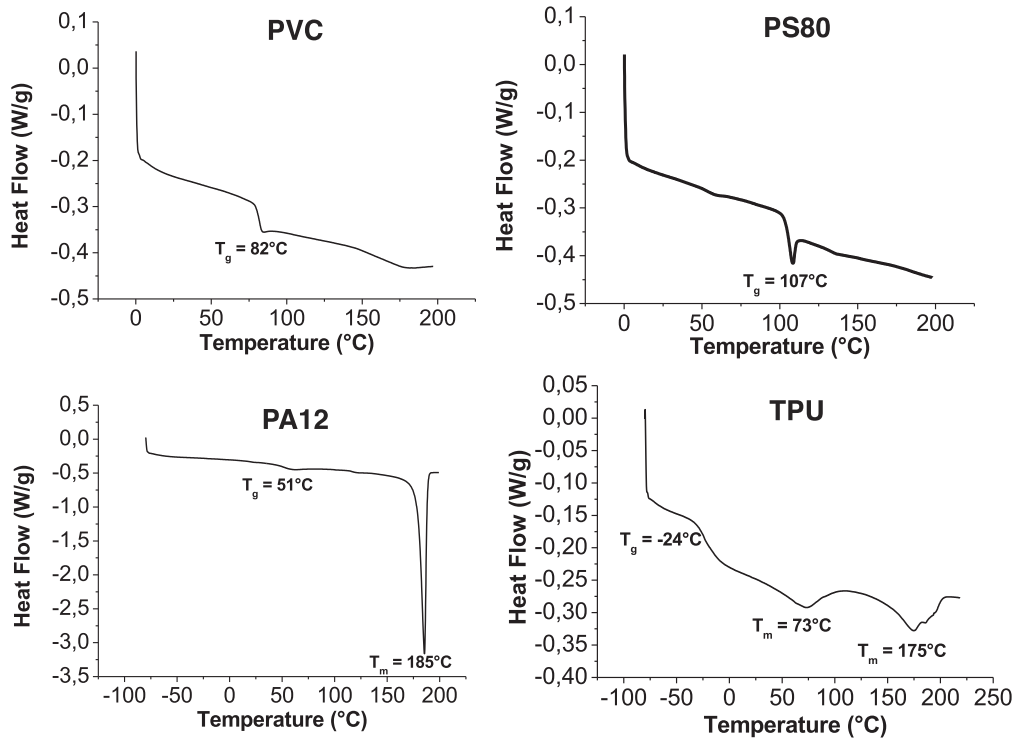 PVC
0,1
0,0
-0,1
-0,2
-0,3
-0,4
-0,5
Heat Flow (W/g)
Tg = 82°C
0 50 100 150 200
Temperature (°C)
PS80
0,1
0,0
-0,1
-0,2
-0,3
-0,4
-0,5
Heat Flow (W/g)
Tg = 107°C
0 50 100 150 200
Temperature (°C)
PA12
0,5
0,0
-0,5
-1,0
-1,5
-2,0
-2,5
-3,0
-3,5
Heat Flow (W/g)
Tg = 51°C
Tm = 185°C
-100 -50 0 50 100 150 200
Temperature (°C)
TPU
0,05
0,00
-0,05
-0,10
-0,15
-0,20
-0,25
-0,30
-0,35
-0,40
Heat Flow (W/g)
Tg = -24°C
Tm = 73°C
Tm = 175°C
-100 -50 0 50 100 150 200 250
Temperature (°C)